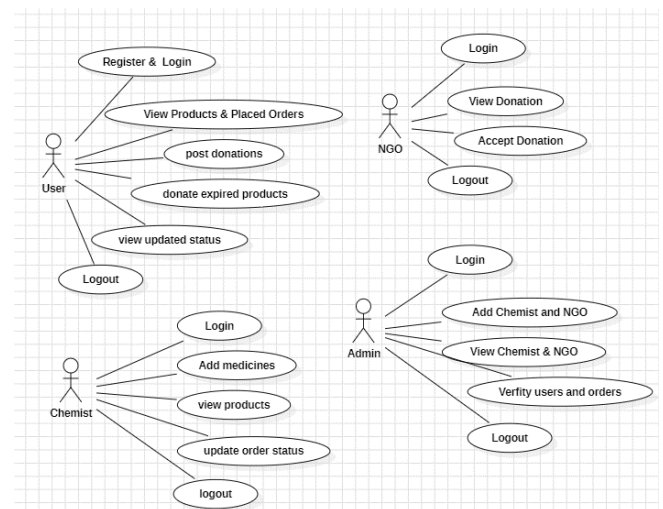 Register & Login
View Products & Placed Orders
post donations
User
donate expired products
view updated status
Logout
Login
View Donation
NGO
Accept Donation
Logout
Login
Add medicines
Chemist
view products
update order status
logout
Login
Add Chemist and NGO
Admin
View Chemist & NGO
Verfity users and orders
Logout